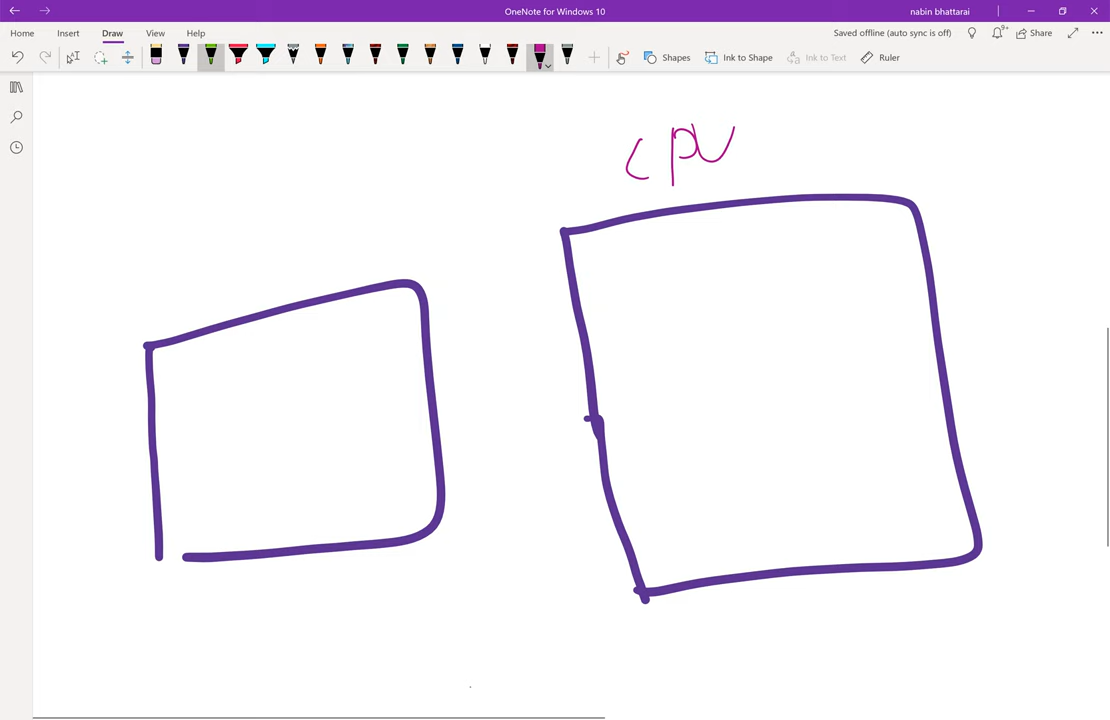 OneNote for Windows 10
nabin bhattarai
Home Insert Draw View Help
Saved offline (auto sync is off)
9+
Share
Shapes
Ink to Shape
Ink to Text
Ruler
CPU